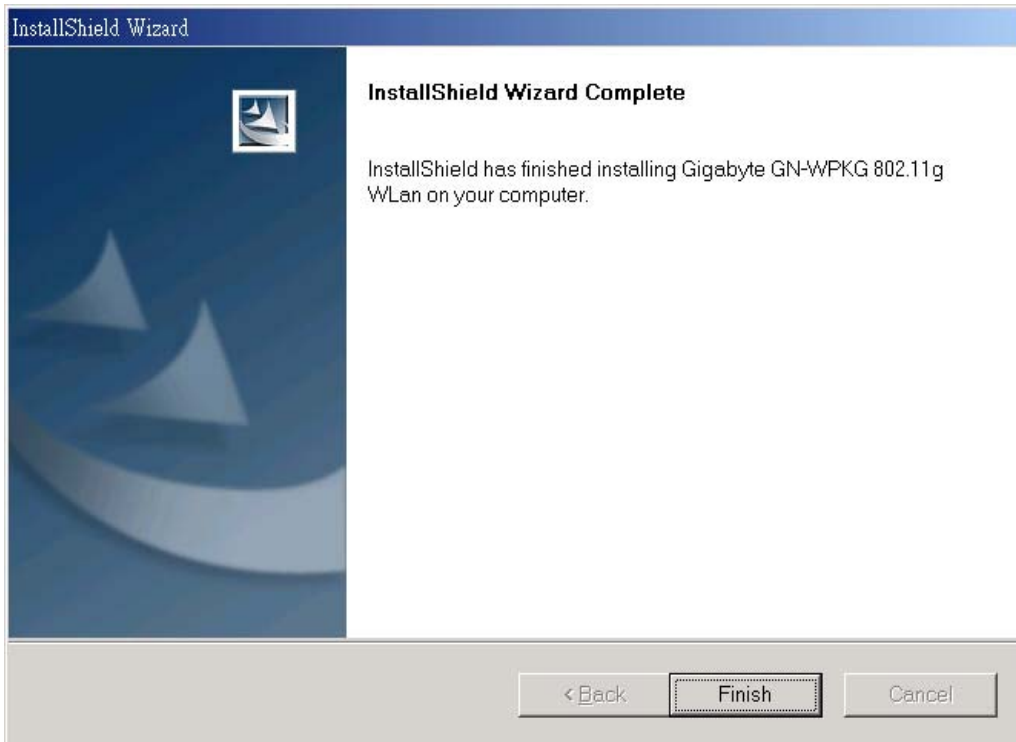 InstallShield Wizard
InstallShield Wizard Complete
InstallShield has finished installing Gigabyte GN-WPKG 802.11g
WLan on your computer.
< Back Finish Cancel